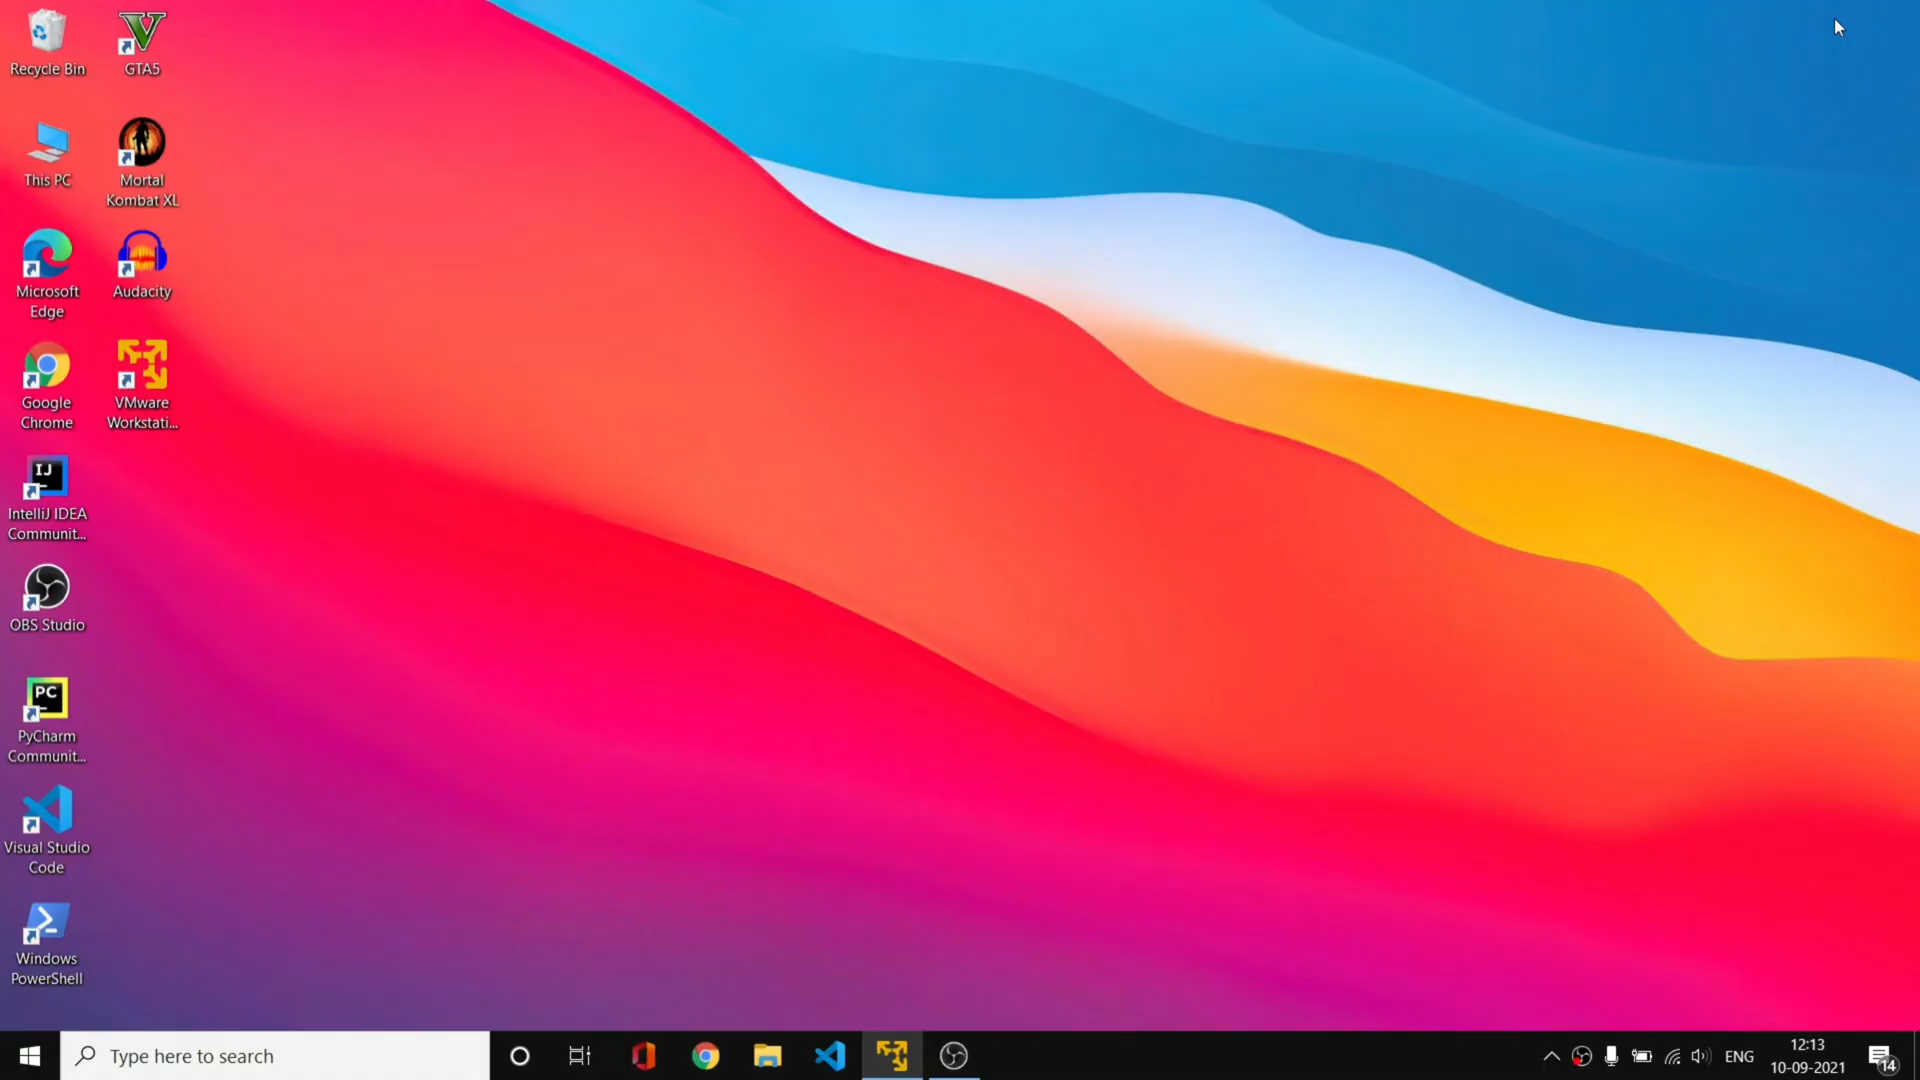 Recycle Bin
GTA5
This PC
Mortal
Kombat XL
Microsoft
Edge
Audacity
Google
Chrome
VMware
Workstati...
IJ
IntelliJ IDEA
Communit...
OBS Studio
PC
PyCharm
Communit...
Visual Studio
Code
Windows
PowerShell
Type here to search
ENG
12:13
10-09-2021
14